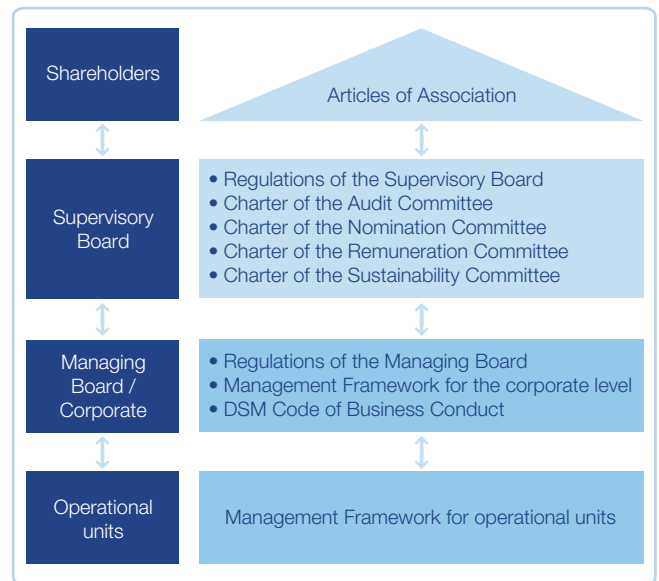 Shareholders
Articles of Association
Supervisory
Board
• Regulations of the Supervisory Board
• Charter of the Audit Committee
• Charter of the Nomination Committee
• Charter of the Remuneration Committee
• Charter of the Sustainability Committee
Managing
Board /
Corporate
• Regulations of the Managing Board
• Management Framework for the corporate level
• DSM Code of Business Conduct
Operational
units
Management Framework for operational units